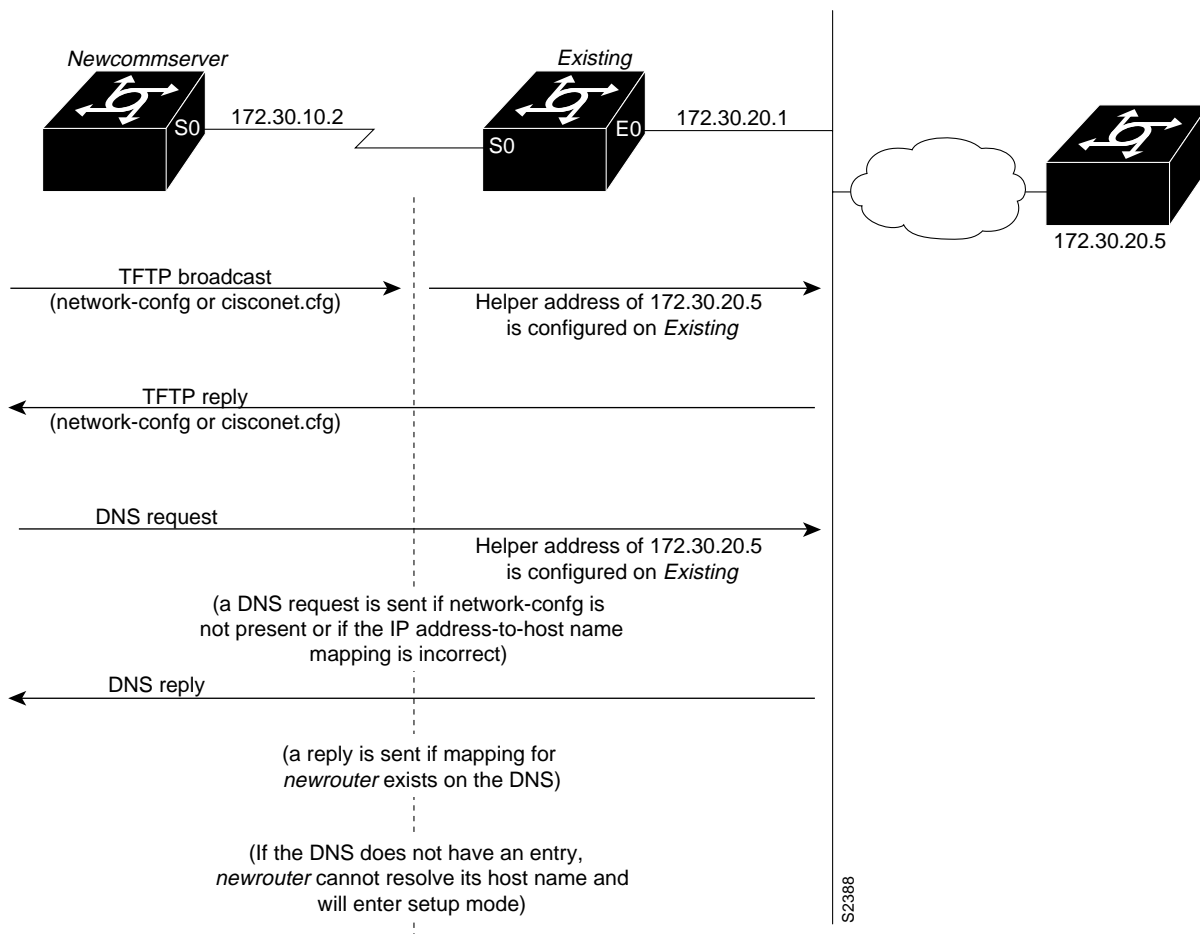 Newcommserver
Existing
S0
172.30.10.2
S0
E0
172.30.20.1
172.30.20.5
TFTP broadcast
(network-confg or cisconet.cfg)
Helper address of 172.30.20.5
is configured on Existing
TFTP reply
(network-confg or cisconet.cfg)
DNS request
Helper address of 172.30.20.5
is configured on Existing
(a DNS request is sent if network-confg is
not present or if the IP address-to-host name
mapping is incorrect)
DNS reply
(a reply is sent if mapping for
newrouter exists on the DNS)
(If the DNS does not have an entry,
newrouter cannot resolve its host name and
will enter setup mode)
S2388